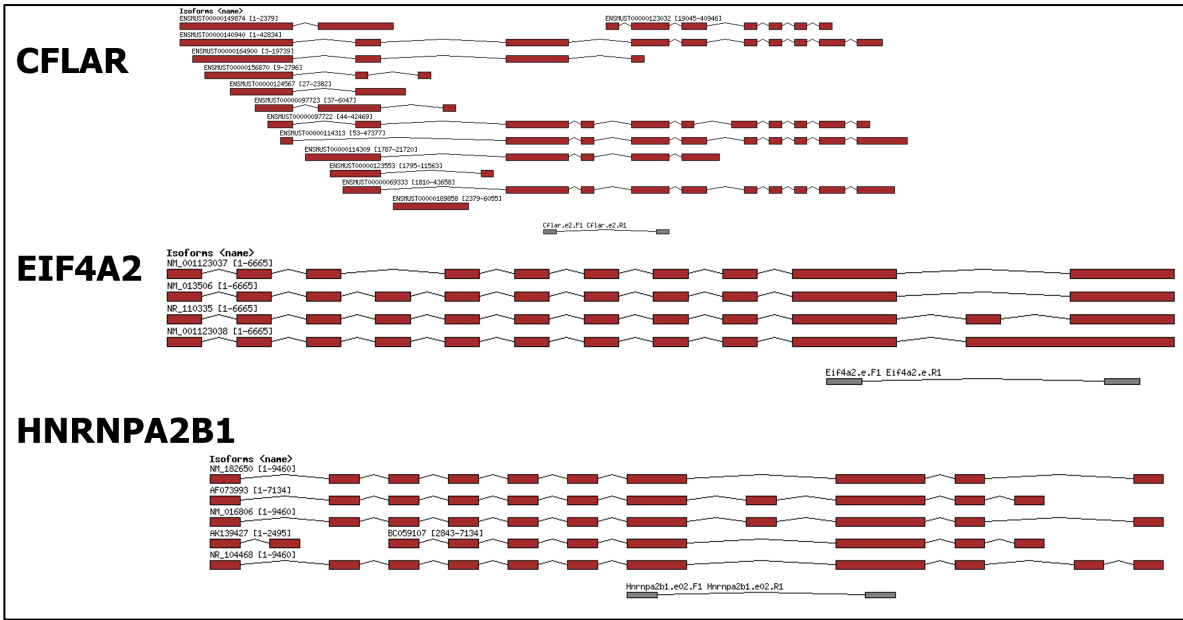 CFLAR
Isoforms <name>
ENSMUST00000149874 [1-2379]
ENSMUST00000123032 [19045-40946]
ENSMUST00000140940 [1-42834]
ENSMUST00000164900 [3-19739]
ENSMUST00000156870 [9-2796]
ENSMUST00000124567 [27-2382]
ENSMUST00000097723 [37-6047]
ENSMUST00000097722 [44-42469]
ENSMUST00000114313 [53-47377]
ENSMUST00000114309 [1787-21720]
ENSMUST00000123553 [1795-11563]
ENSMUST00000069333 [1810-43658]
ENSMUST00000189858 [2379-6055]
Cflar.e2.F1 Cflar.e2.R1
EIF4A2
Isoforms <name>
NM_001123037 [1-6665]
NM_013506 [1-6665]
NR_110335 [1-6665]
NM_001123038 [1-6665]
Eif4a2.e.F1 Eif4a2.e.R1
HNRNPA2B1
Isoforms <name>
NM_182650 [1-9460]
AF073993 [1-7134]
NM_016806 [1-9460]
AK139427 [1-2495]
BC059107 [2843-7134]
NR_104468 [1-9460]
Hnrnpa2b1.e02.F1 Hnrnpa2b1.e02.R1